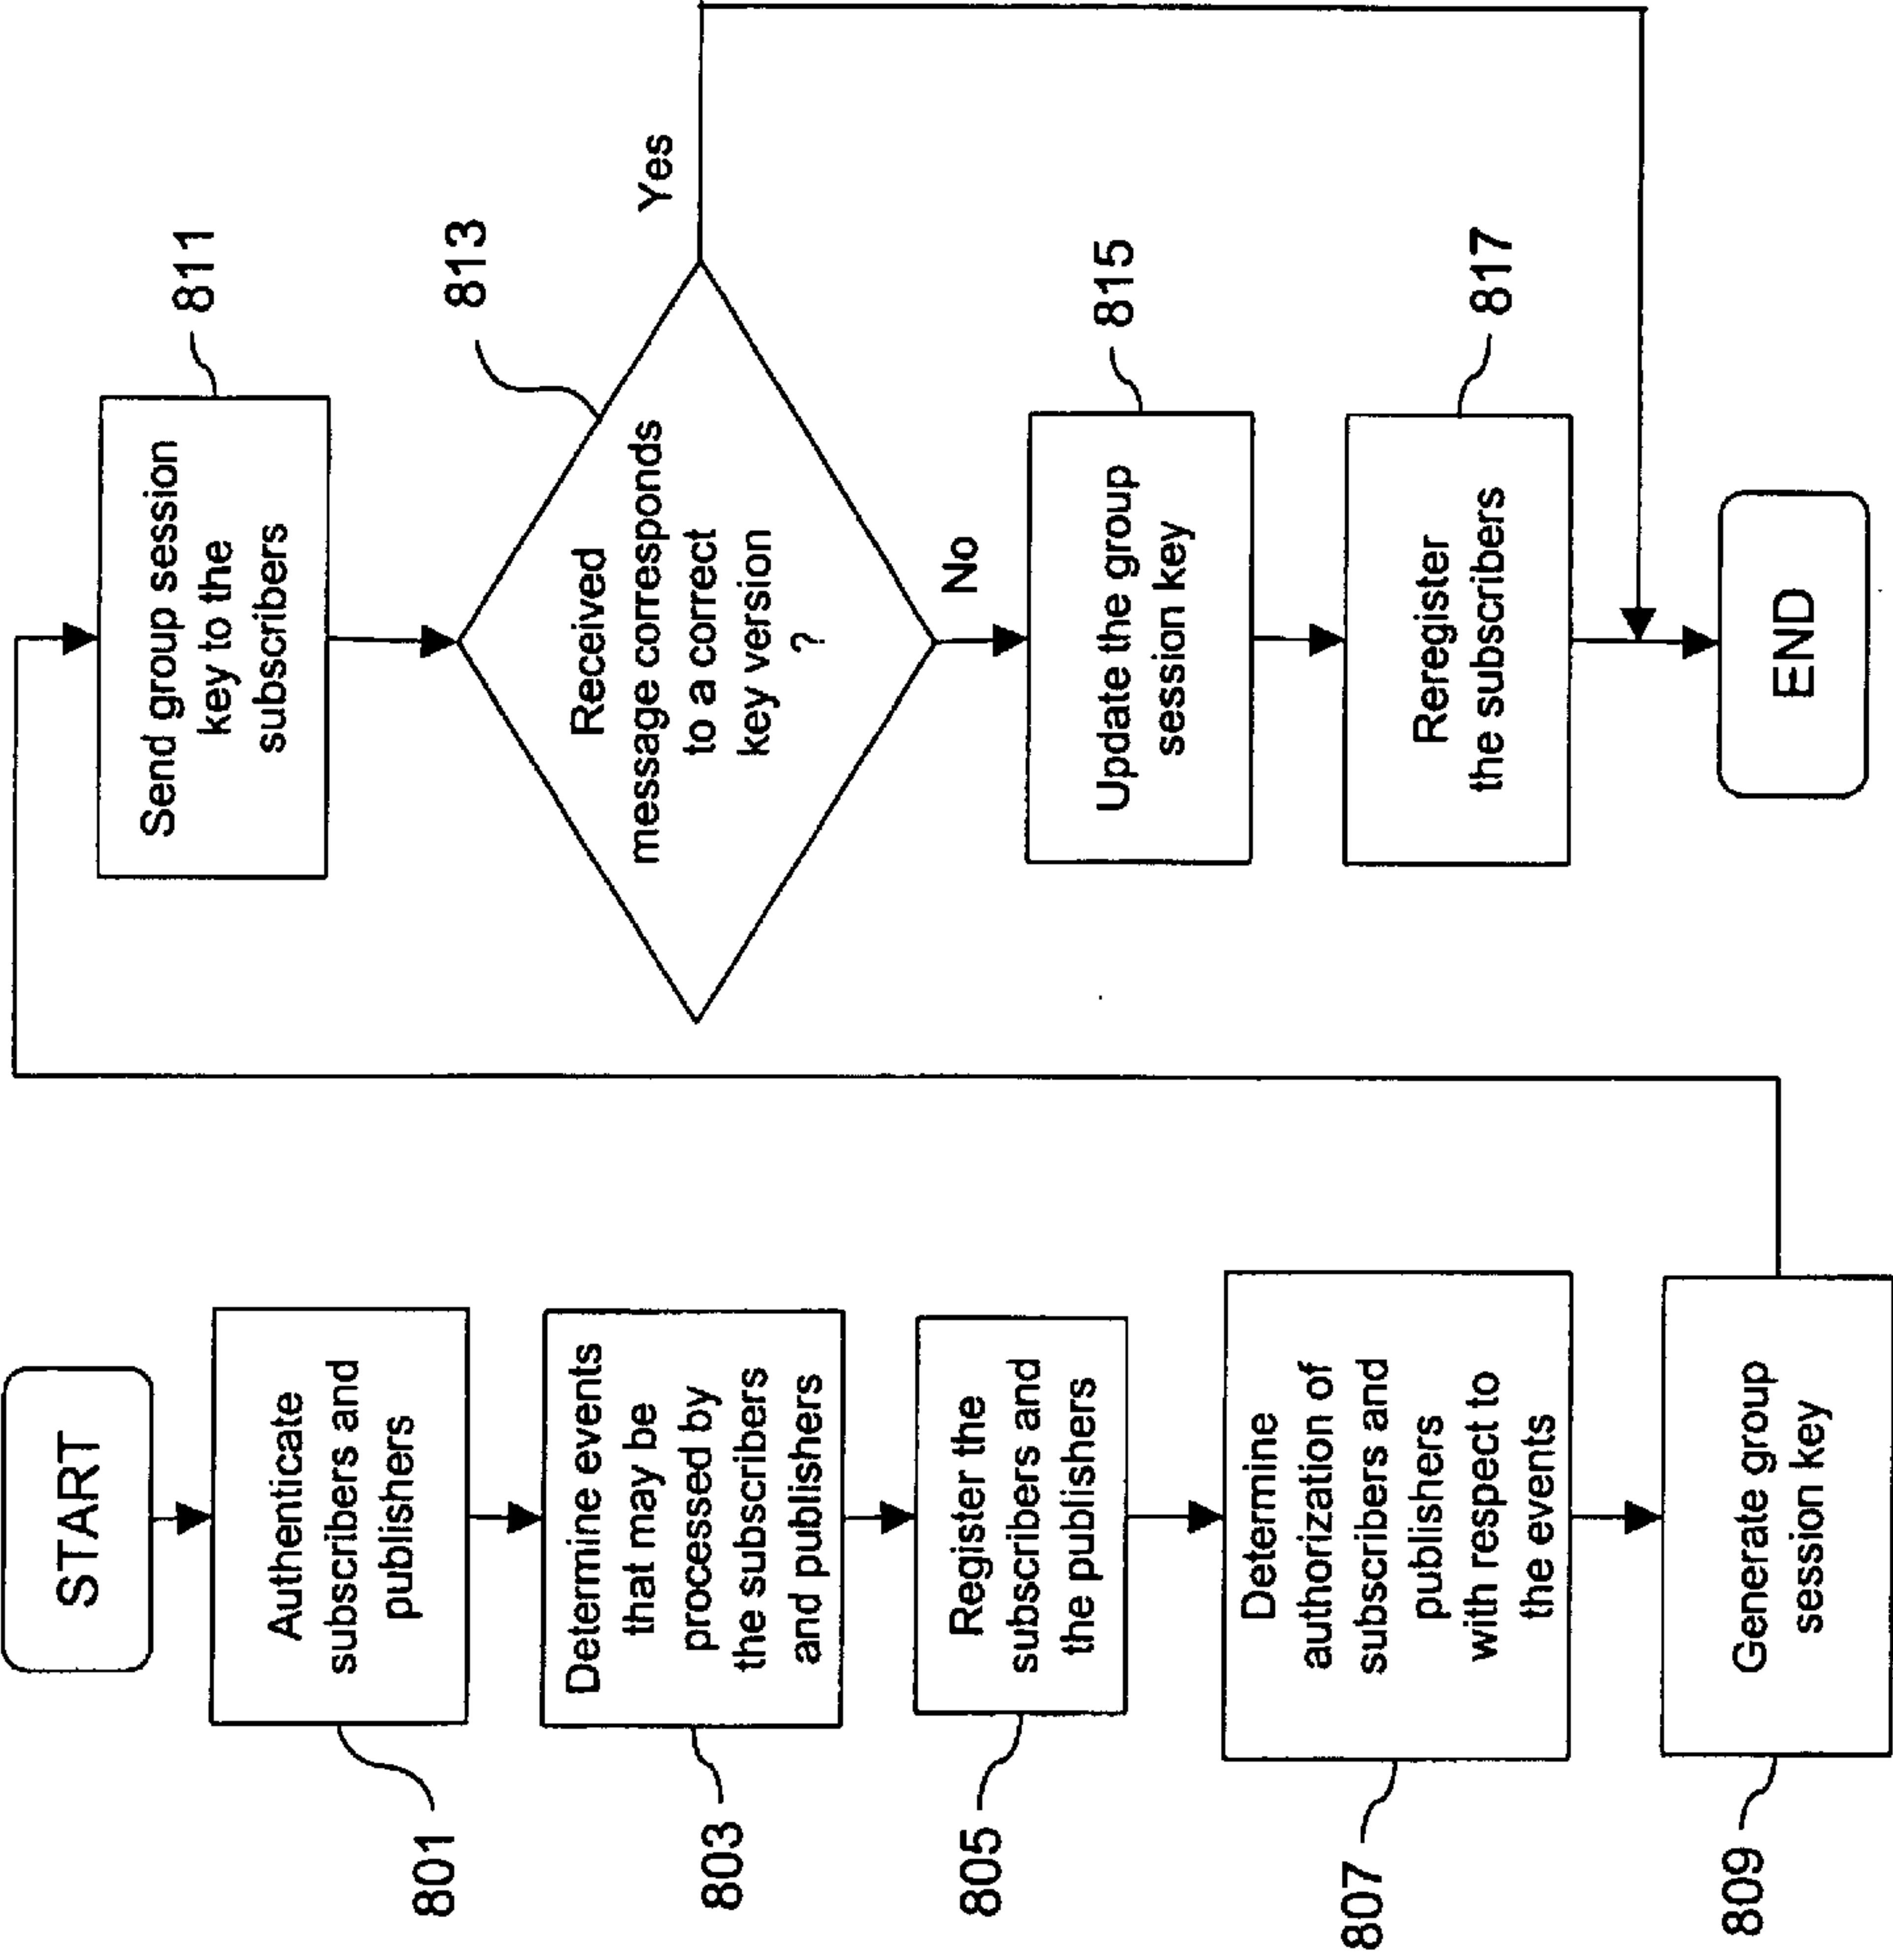 START
Authenticate
subscribers and
publishers
801
Determine events
that may be
processed by
the subscribers
and publishers
803
Register the
subscribers and
the publishers
805
Determine
authorization of
subscribers and
publishers
with respect to
the events
807
Generate group
session key
809
Send group session
key to the
subscribers
811
Received
message corresponds
to a correct
key version
?
813
Yes
No
Update the group
session key
815
Reregister
the subscribers
817
END